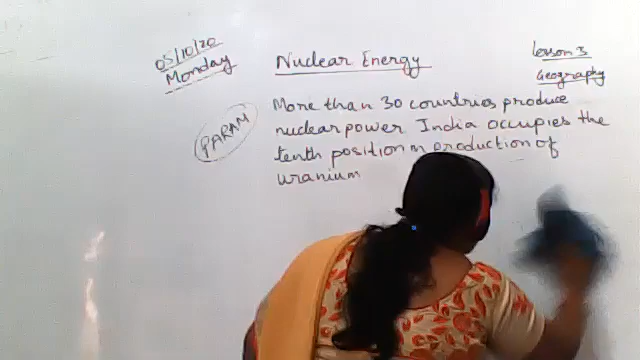 05/10/20
Monday
Nuclear Energy
Lesson 3
Geography
PARAM
More than 30 countries produce
nuclear power. India occupies the
tenth position in production of
uranium